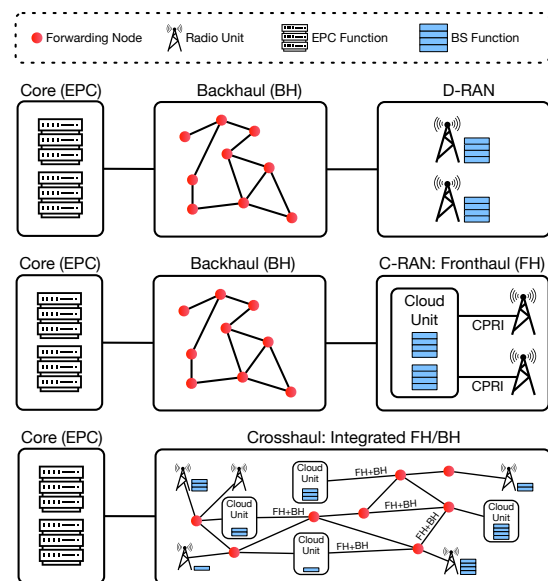 Forwarding Node Radio Unit EPC Function BS Function
Core (EPC) Backhaul (BH) D-RAN
Core (EPC) Backhaul (BH) C-RAN: Fronthaul (FH)
Cloud
Unit
CPRI
CPRI
Core (EPC) Crosshaul: Integrated FH/BH
Cloud
Unit
FH+BH
Cloud
Unit
FH+BH
FH+BH
Cloud
Unit
FH+BH
Cloud
Unit
FH+BH